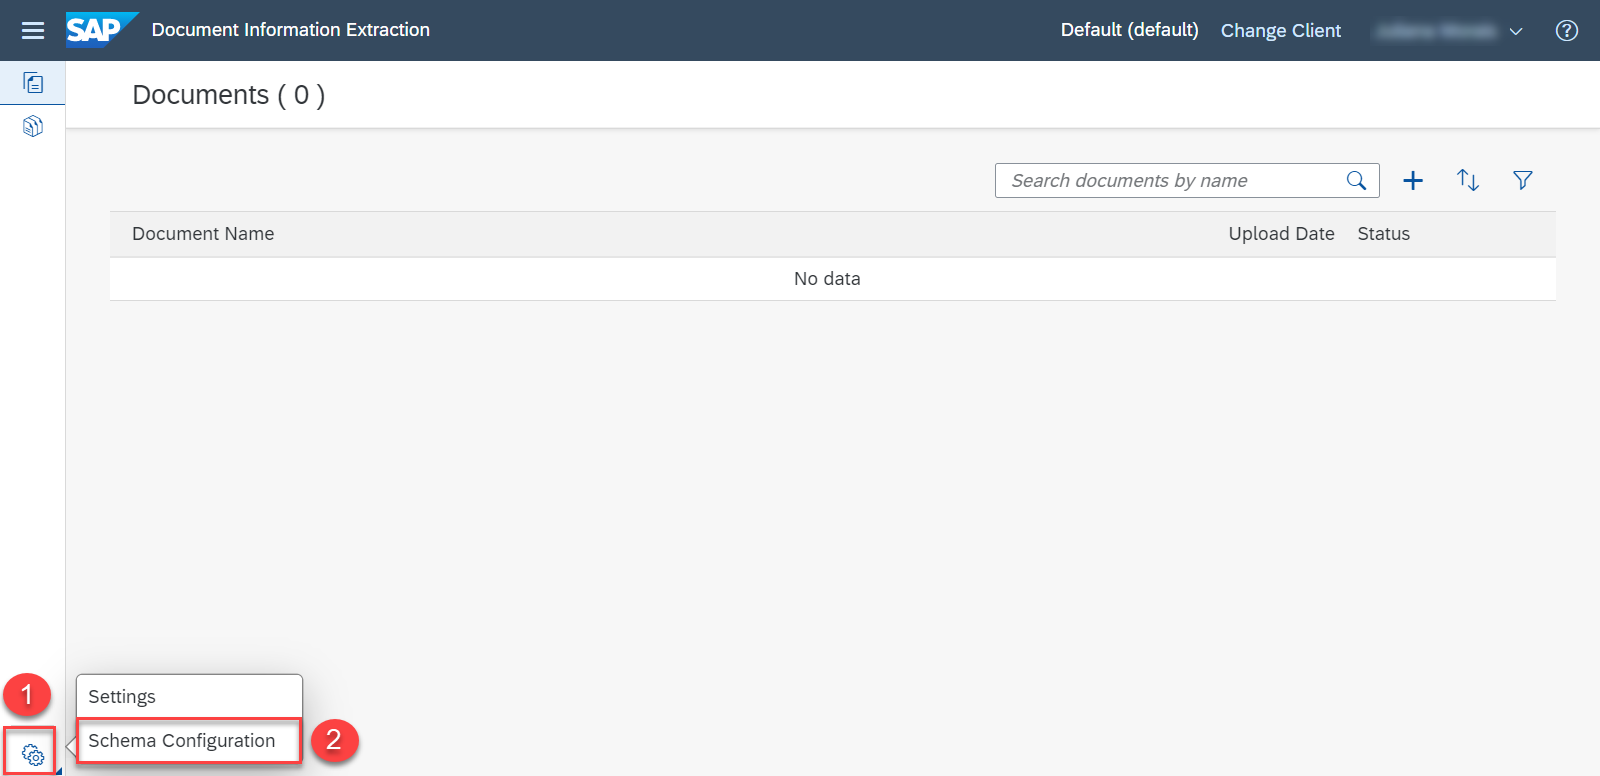 SAP Document Information Extraction Default (default) Change Client
Documents ( 0 )
Search documents by name
Document Name Upload Date Status
No data
1
Settings
Schema Configuration 2